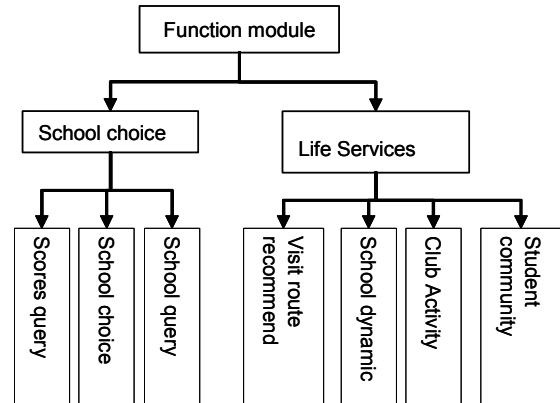 Function module
School choice
Life Services
Scores query
School choice
School query
Visit route
recommend
School dynamic
Club Activity
Student
community